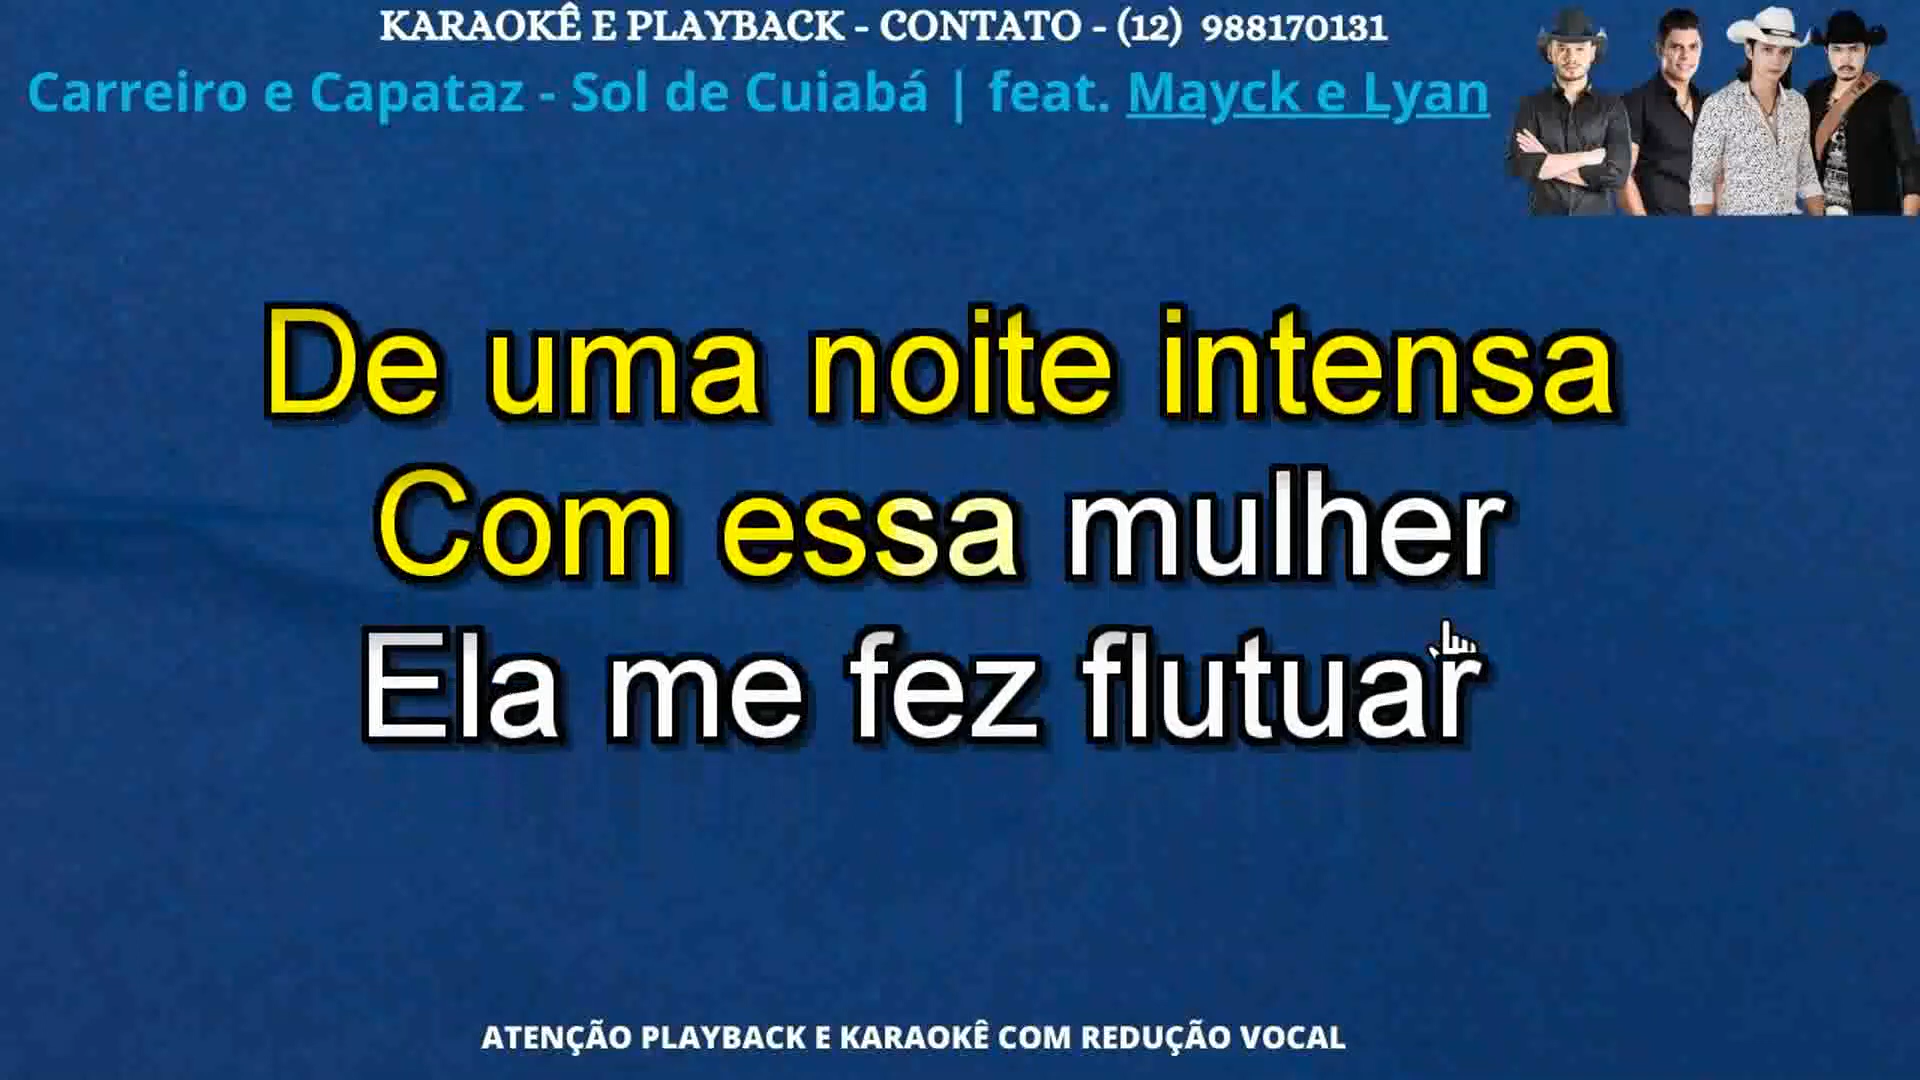 KARAOKÊ E PLAYBACK - CONTATO - (12) 988170131
Carreiro e Capataz - Sol de Cuiabá | feat. Mayck e Lyan
De uma noite intensa
Com essa mulher
Ela me fez flutuar
ATENÇÃO PLAYBACK E KARAOKÊ COM REDUÇÃO VOCAL